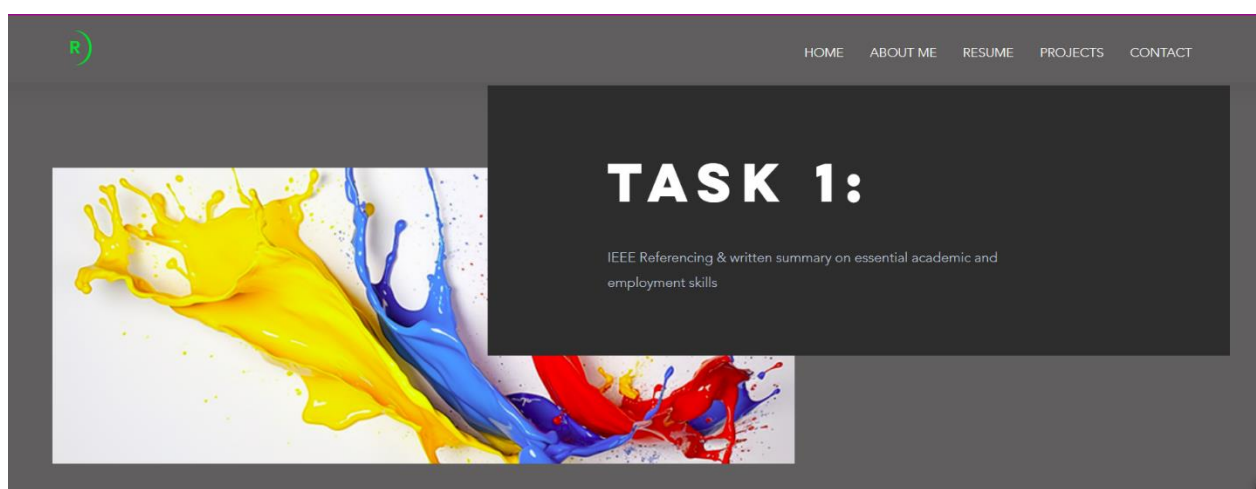 R
HOME ABOUT ME RESUME PROJECTS CONTACT
TASK 1:
IEEE Referencing & written summary on essential academic and
employment skills